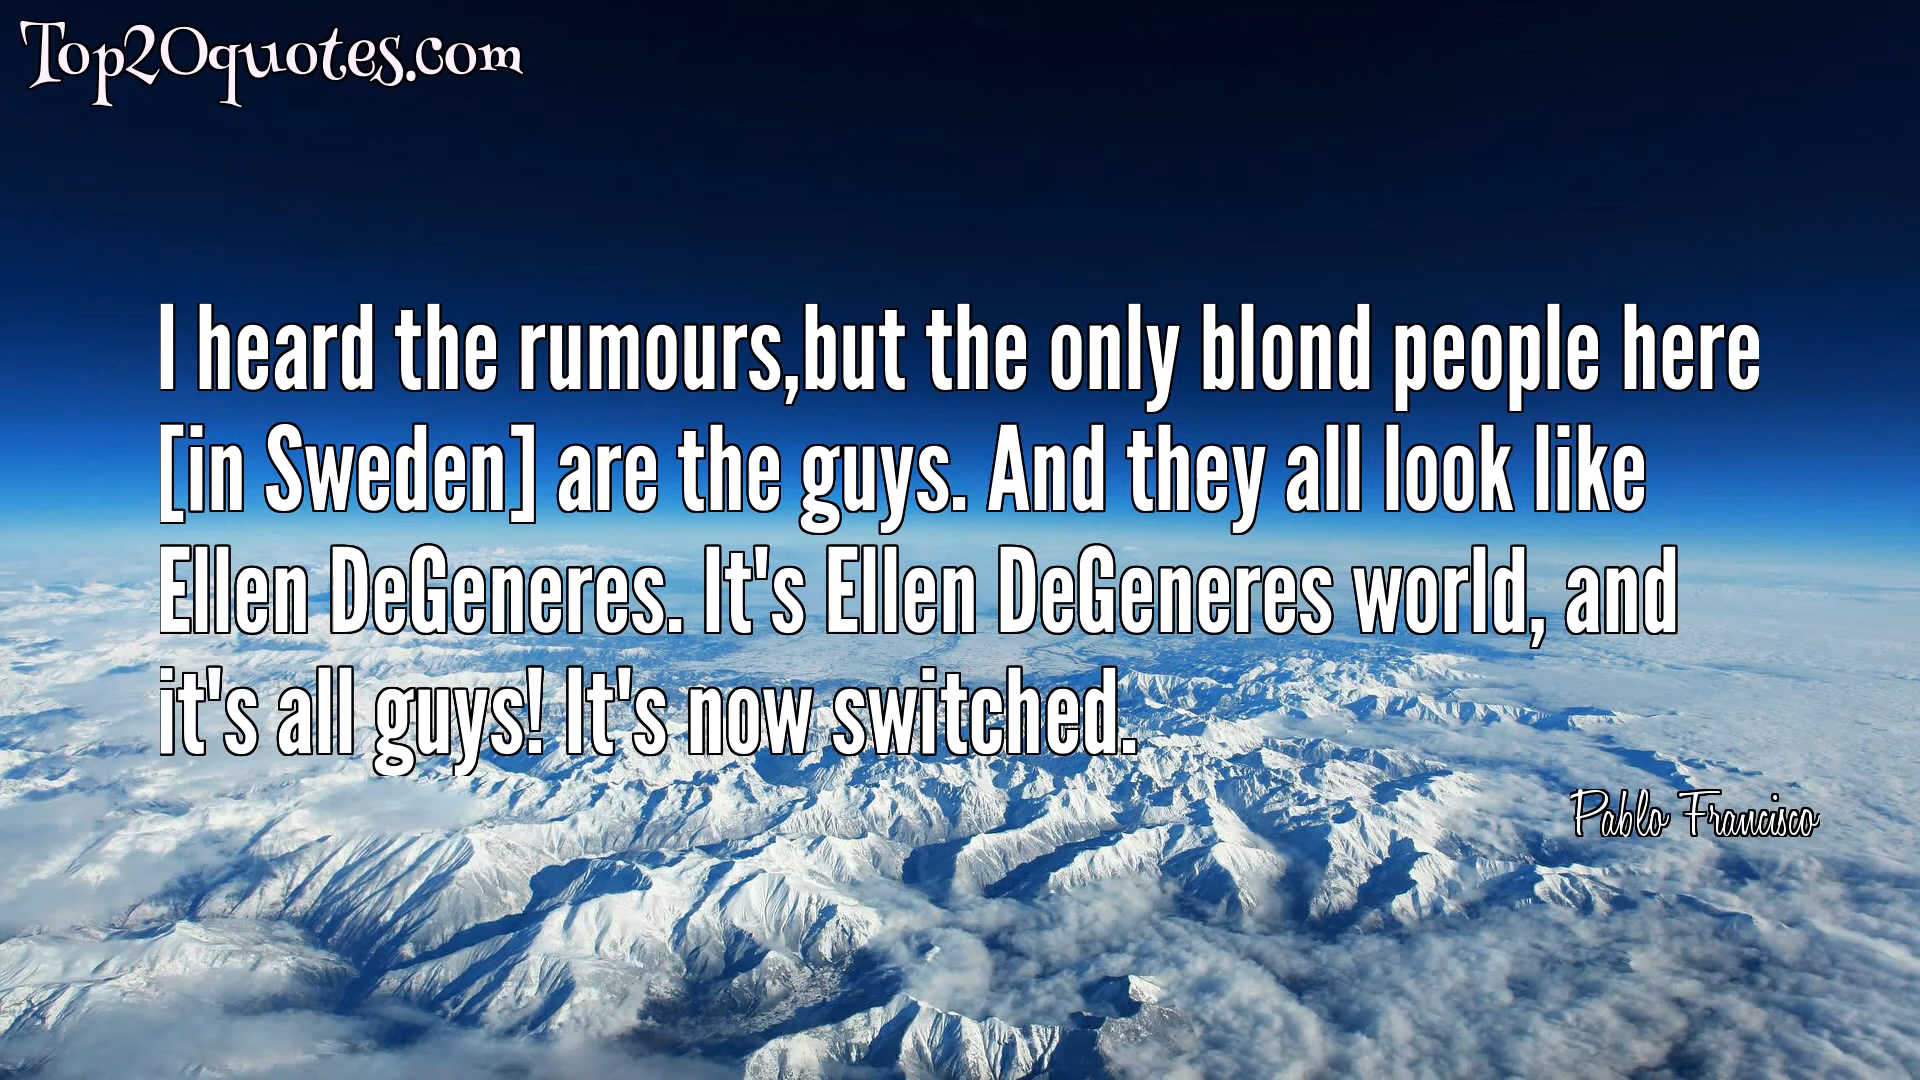 Top20quotes.com
I heard the rumours,but the only blond people here
[in Sweden] are the guys. And they all look like
Ellen DeGeneres. It's Ellen DeGeneres world, and
it's all guys! It's now switched.
Pablo Francisco